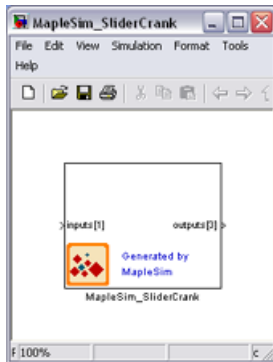 MapleSim_SliderCrank
File Edit View Simulation Format Tools
Help
inputs[1] outputs[3]
Generated by
MapleSim
MapleSim_SliderCrank
F 100% c